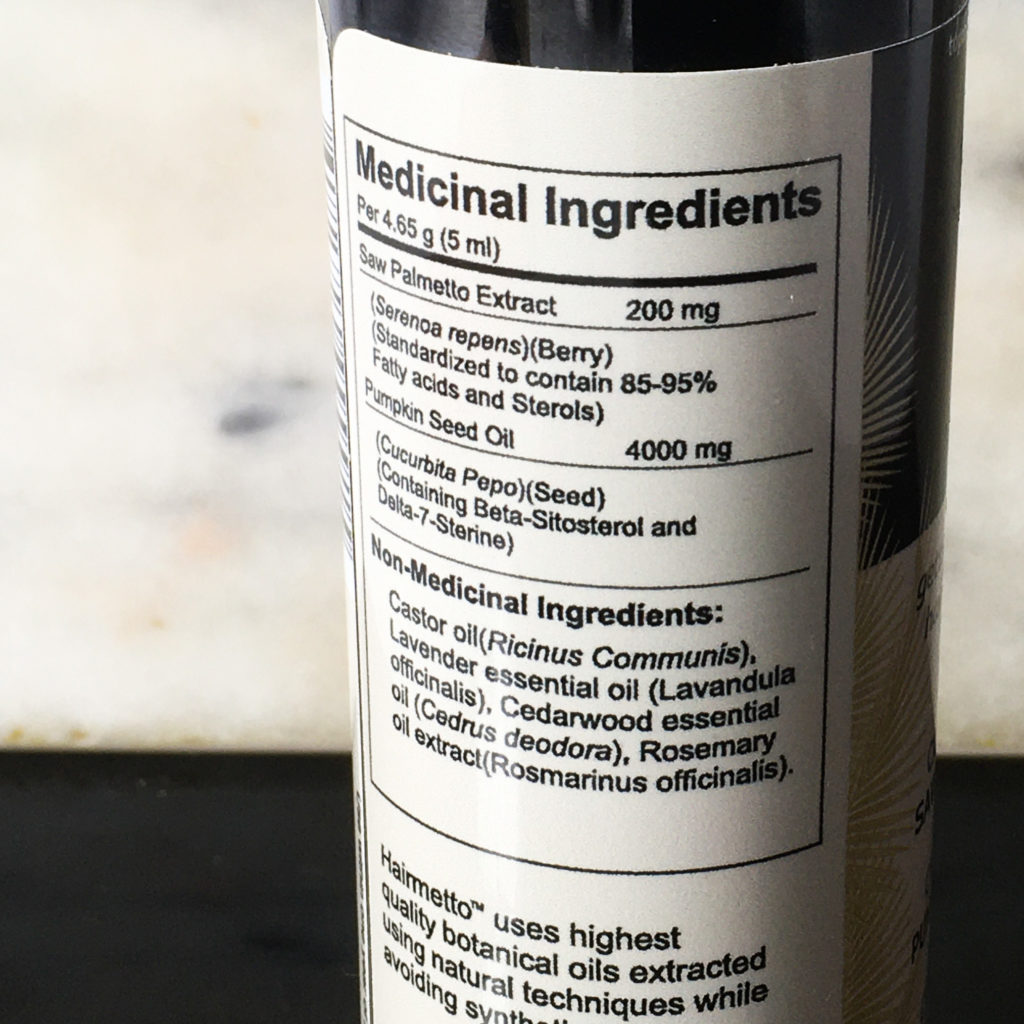 Medicinal Ingredients
Per 4.65 g (5 ml)
Saw Palmetto Extract 200 mg
(Serenoa repens)(Berry)
(Standardized to contain 85-95%
Fatty acids and Sterols)
Pumpkin Seed Oil 4000 mg
(Cucurbita Pepo)(Seed)
(Containing Beta-Sitosterol and
Delta-7-Sterine)
Non-Medicinal Ingredients:
Castor oil(Ricinus Communis),
Lavender essential oil (Lavandula
officinalis), Cedarwood essential
oil (Cedrus deodora), Rosemary
oil extract(Rosmarinus officinalis).
Hairmetto™ uses highest
quality botanical oils extracted
using natural techniques while
avoiding